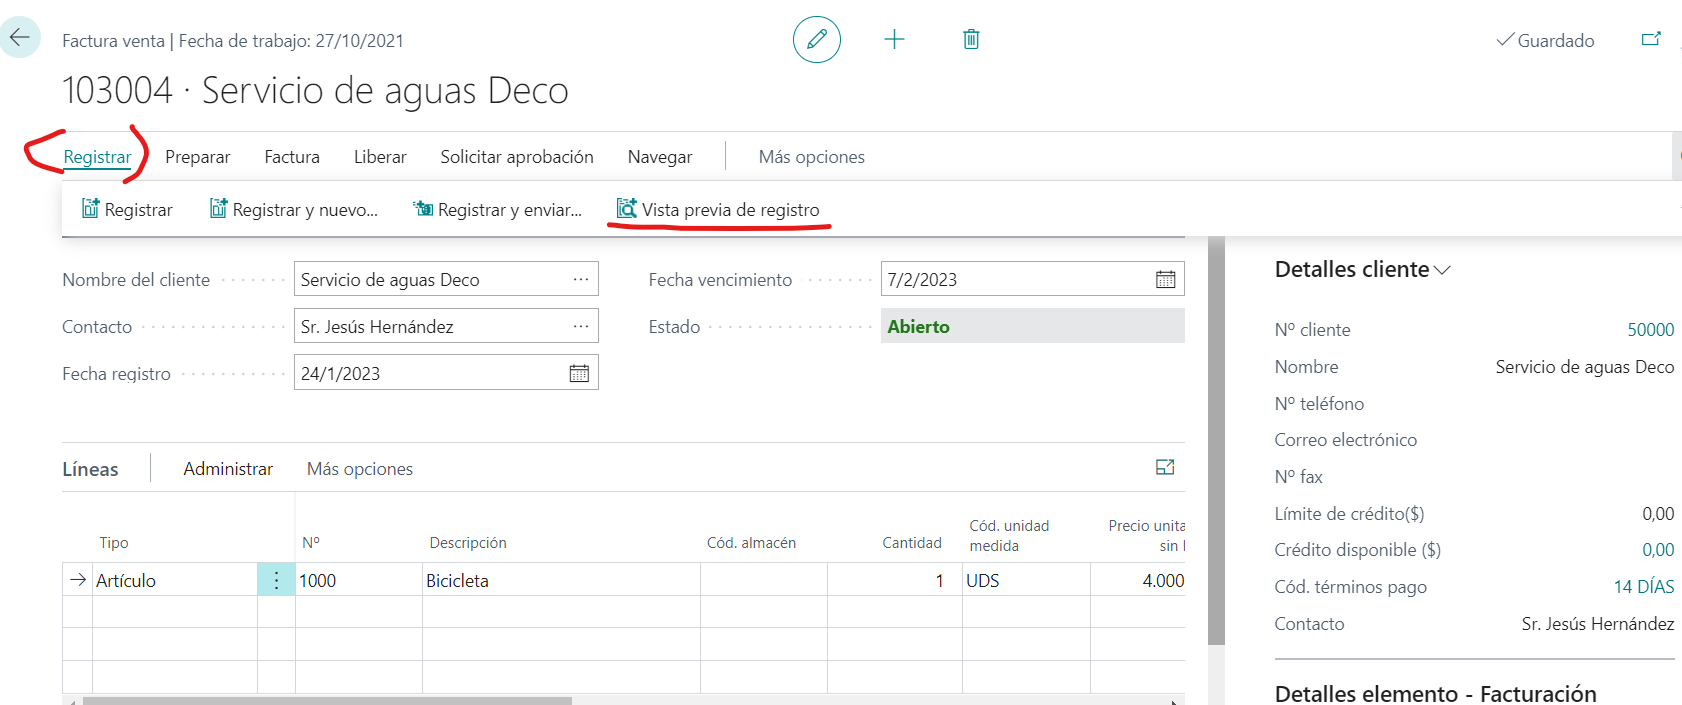 Factura venta | Fecha de trabajo: 27/10/2021
Guardado
103004 · Servicio de aguas Deco
Registrar Preparar Factura Liberar Solicitar aprobación Navegar Más opciones
Registrar Registrar y nuevo... Registrar y enviar... Vista previa de registro
Nombre del cliente Servicio de aguas Deco
Fecha vencimiento 7/2/2023
Contacto Sr. Jesús Hernández
Estado Abierto
Fecha registro 24/1/2023
Líneas Administrar Más opciones
Tipo Nº Descripción Cód. almacén Cantidad Cód. unidad medida Precio unita sin
Artículo 1000 Bicicleta 1 UDS 4.000
Detalles cliente
Nº cliente 50000
Nombre Servicio de aguas Deco
Nº teléfono
Correo electrónico
Nº fax
Límite de crédito($) 0,00
Crédito disponible ($) 0,00
Cód. términos pago 14 DÍAS
Contacto Sr. Jesús Hernández
Detalles elemento - Facturación